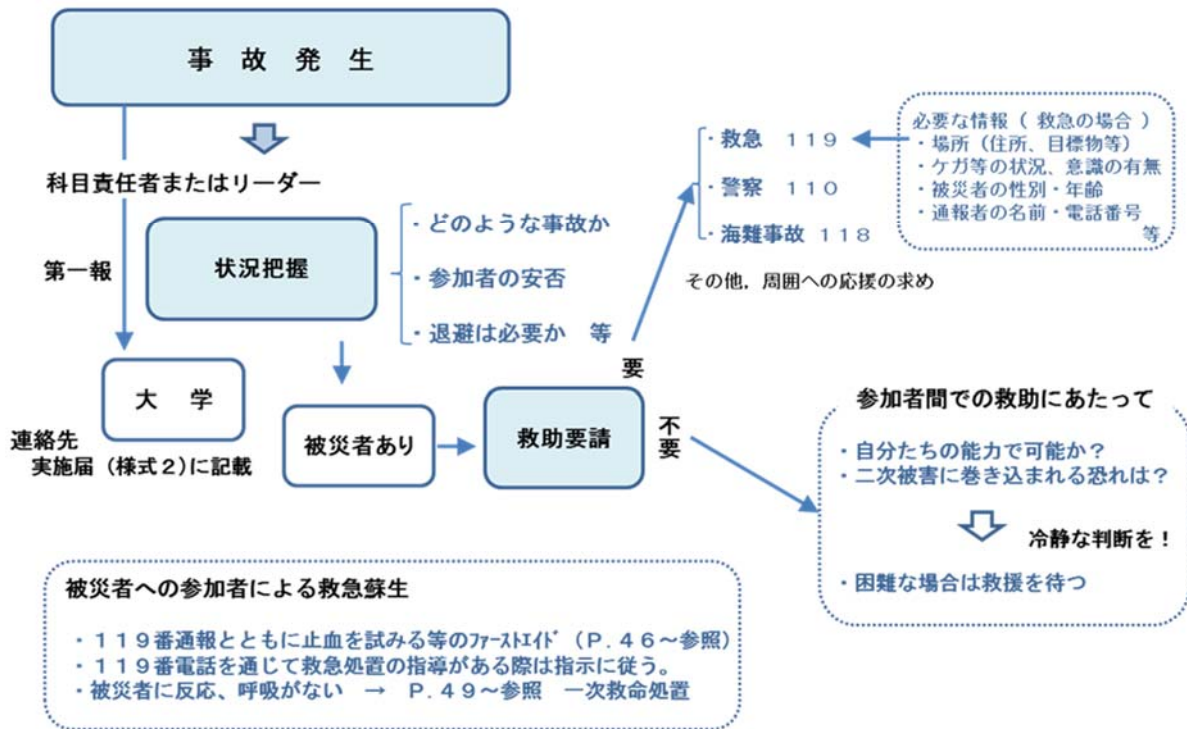 事　故　発　生
科目責任者またはリーダー
第一報
状況把握
・どのような事故か
・参加者の安否
・退避は必要か　等
大　学
連絡先
実施届（様式２）に記載
被災者あり
救助要請
要
不要
・救急　１１９
・警察　１１０
・海難事故　１１８
その他，周囲への応援の求め
必要な情報（ 救急の場合 ）
・場所（住所、目標物等）
・ケガ等の状況、意識の有無
・被災者の性別・年齢
・通報者の名前・電話番号
等
参加者間での救助にあたって
・自分たちの能力で可能か？
・二次被害に巻き込まれる恐れは？
冷静な判断を！
・困難な場合は救援を待つ
被災者への参加者による救急蘇生
・１１９番通報とともに止血を試みる等のﾌｧｰｽﾄｴｲﾄﾞ（Ｐ.４６～参照）
・１１９番電話を通じて救急処置の指導がある際は指示に従う。
・被災者に反応、呼吸がない　→　Ｐ.４９～参照　一次救命処置